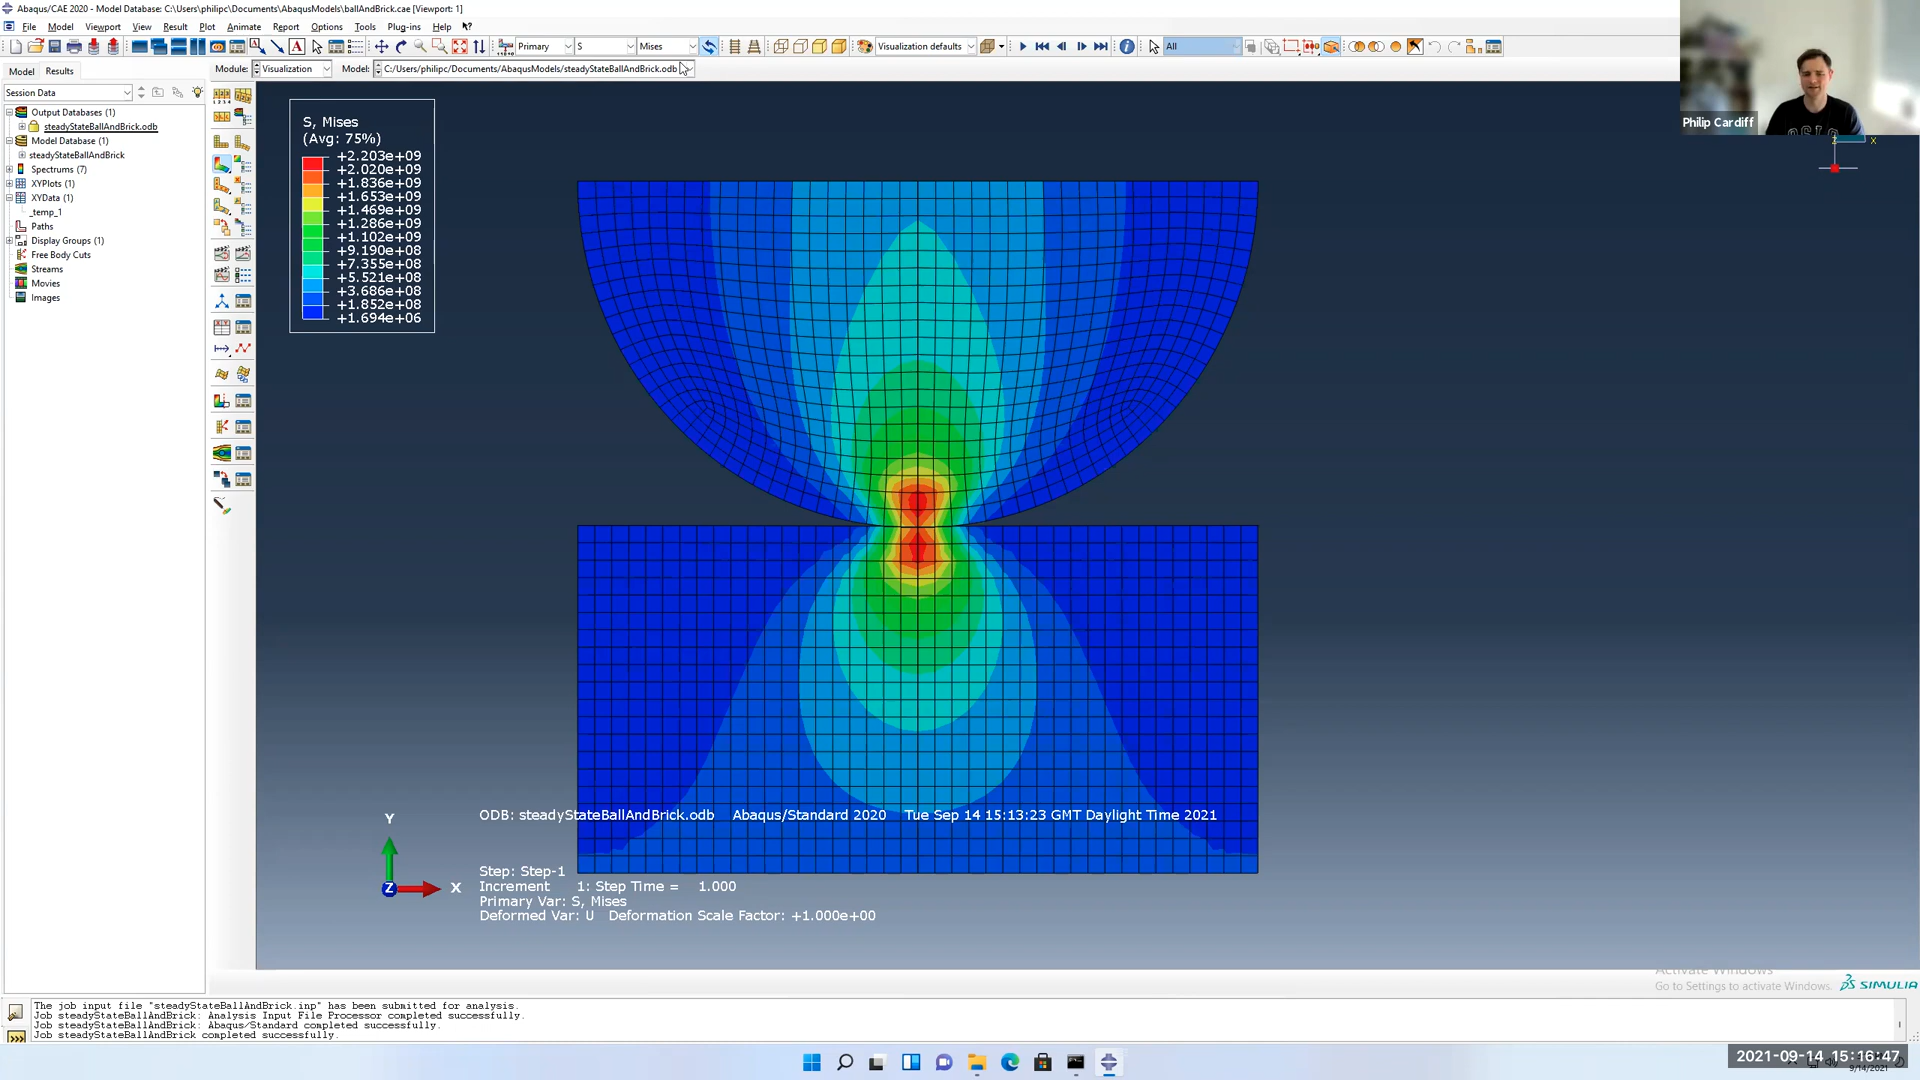 Abaqus/CAE 2020 - Model Database: C:\Users\philipc\Documents\AbaqusModels\ballAndBrick.cae [Viewport: 1]
File Model Viewport View Result Plot Animate Report Options Tools Plug-ins Help
Primary S Mises Visualization defaults All
Model Results Module: Visualization Model: C:/Users/philipc/Documents/AbaqusModels/steadyStateBallAndBrick.odb
Session Data
Output Databases (1)
steadyStateBallAndBrick.odb
Model Database (1)
steadyStateBallAndBrick
Spectrums (7)
XYPlots (1)
XYData (1)
_temp_1
Paths
Display Groups (1)
Free Body Cuts
Streams
Movies
Images
S, Mises
(Avg: 75%)
+2.203e+09
+2.020e+09
+1.836e+09
+1.653e+09
+1.469e+09
+1.286e+09
+1.102e+09
+9.190e+08
+7.355e+08
+5.521e+08
+3.686e+08
+1.852e+08
+1.694e+06
Philip Cardiff
X
Y
Z
X
ODB: steadyStateBallAndBrick.odb Abaqus/Standard 2020 Tue Sep 14 15:13:23 GMT Daylight Time 2021
Step: Step-1
Increment 1: Step Time = 1.000
Primary Var: S, Mises
Deformed Var: U Deformation Scale Factor: +1.000e+00
Activate Windows
Go to Settings to activate Windows.
SIMULIA
The job input file "steadyStateBallAndBrick.inp" has been submitted for analysis.
Job steadyStateBallAndBrick: Analysis Input File Processor completed successfully.
Job steadyStateBallAndBrick: Abaqus/Standard completed successfully.
Job steadyStateBallAndBrick completed successfully.
>>>
2021-09-14 15:16:47
9/14/2021